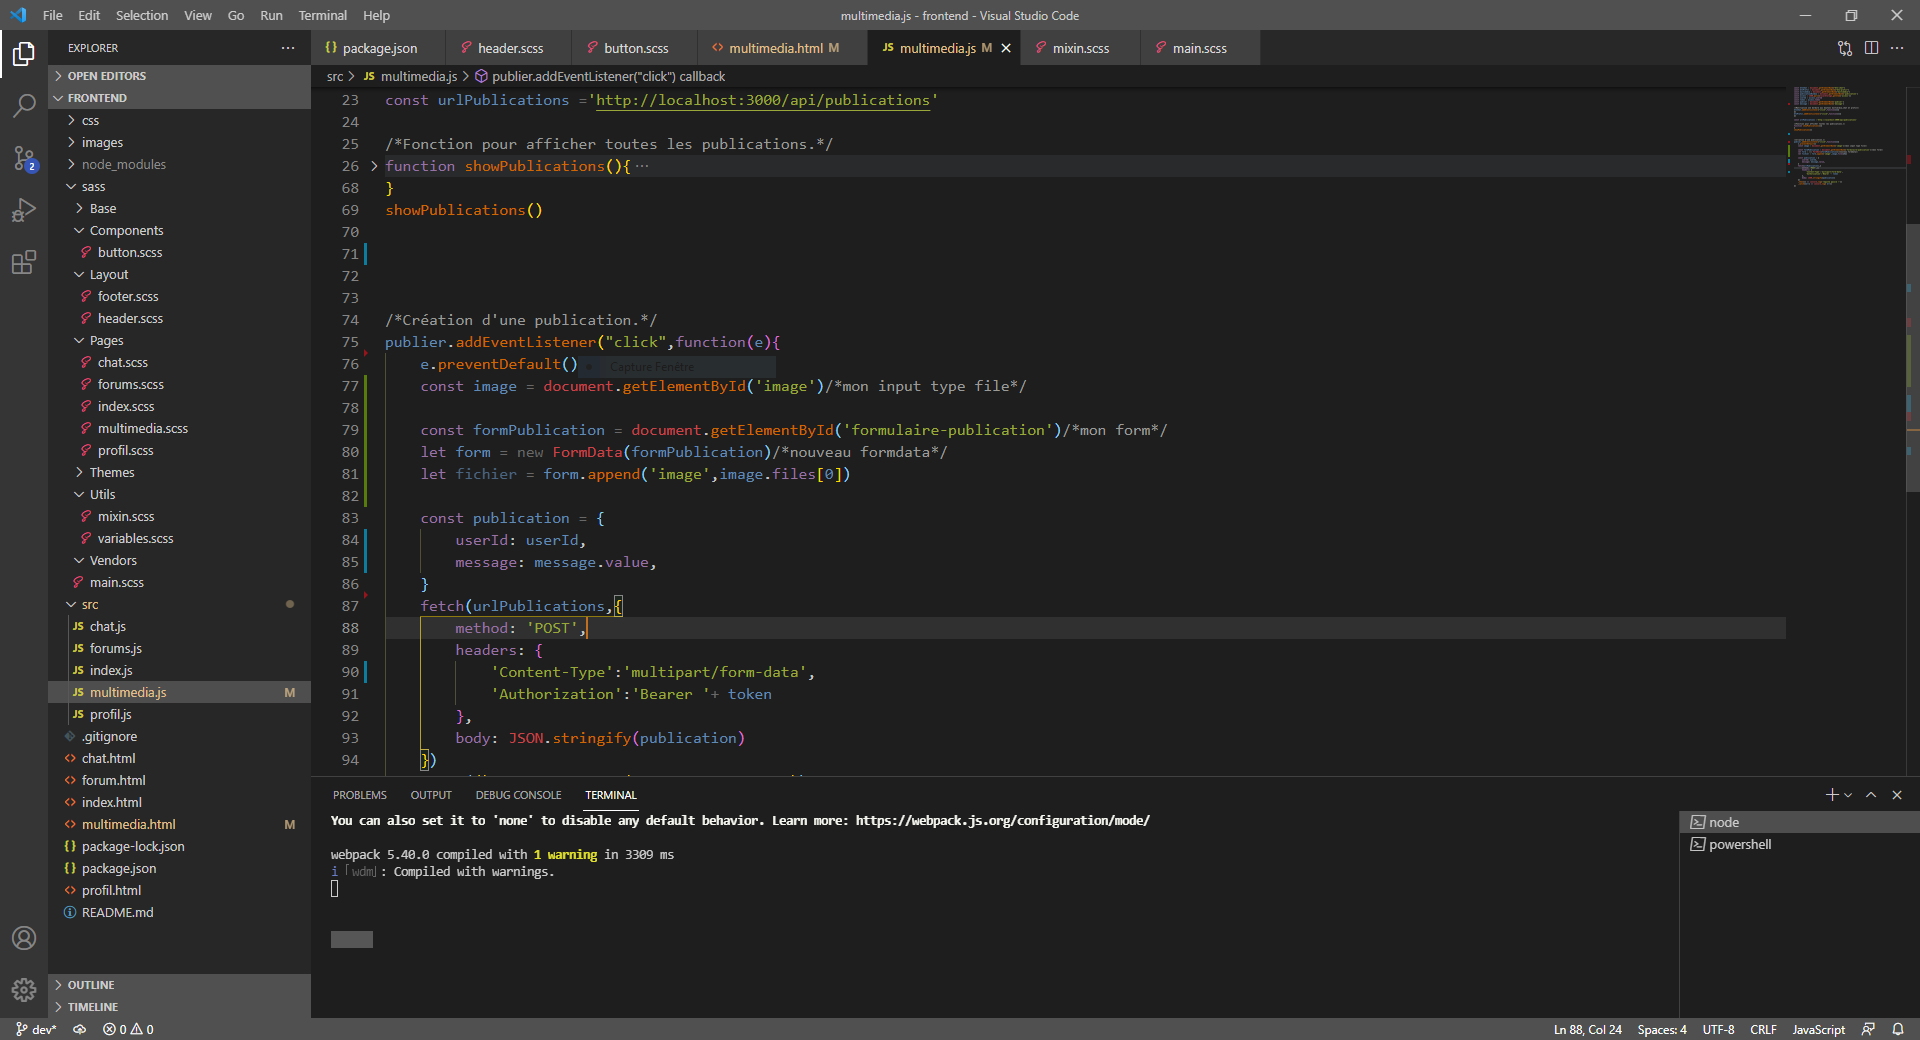 File Edit Selection View Go Run Terminal Help
multimedia.js - frontend - Visual Studio Code
EXPLORER
OPEN EDITORS
FRONTEND
css
images
node_modules
sass
Base
Components
button.scss
Layout
footer.scss
header.scss
Pages
chat.scss
forums.scss
index.scss
multimedia.scss
profil.scss
Themes
Utils
mixin.scss
variables.scss
Vendors
main.scss
src
JS chat.js
JS forums.js
JS index.js
JS multimedia.js M
JS profil.js
.gitignore
<> chat.html
<> forum.html
<> index.html
<> multimedia.html M
{} package-lock.json
{} package.json
<> profil.html
README.md
OUTLINE
TIMELINE
2
{} package.json header.scss button.scss <> multimedia.html M JS multimedia.js M mixin.scss main.scss
src > JS multimedia.js > publier.addEventListener("click") callback
23 const urlPublications ='http://localhost:3000/api/publications'
24
25 /*Fonction pour afficher toutes les publications.*/
26 function showPublications(){ ···
68 }
69 showPublications()
70
71
72
73
74 /*Création d'une publication.*/
75 publier.addEventListener("click",function(e){
76 e.preventDefault()
Capture Fenêtre
77 const image = document.getElementById('image')/*mon input type file*/
78
79 const formPublication = document.getElementById('formulaire-publication')/*mon form*/
80 let form = new FormData(formPublication)/*nouveau formdata*/
81 let fichier = form.append('image',image.files[0])
82
83 const publication = {
84 userId: userId,
85 message: message.value,
86 }
87 fetch(urlPublications,{
88 method: 'POST',
89 headers: {
90 'Content-Type':'multipart/form-data',
91 'Authorization':'Bearer '+ token
92 },
93 body: JSON.stringify(publication)
94 })
PROBLEMS OUTPUT DEBUG CONSOLE TERMINAL
You can also set it to 'none' to disable any default behavior. Learn more: https://webpack.js.org/configuration/mode/
webpack 5.40.0 compiled with 1 warning in 3309 ms
i ｢wdm｣: Compiled with warnings.
node
powershell
dev* 0 0
Ln 88, Col 24 Spaces: 4 UTF-8 CRLF JavaScript